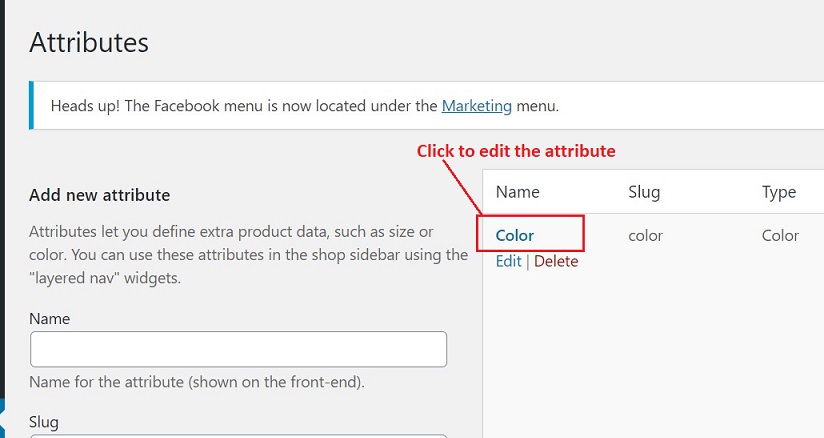 Attributes
Heads up! The Facebook menu is now located under the Marketing menu.
Click to edit the attribute
Add new attribute
Attributes let you define extra product data, such as size or
color. You can use these attributes in the shop sidebar using the
"layered nav" widgets.
Name
Name for the attribute (shown on the front-end).
Slug
Name Slug Type
Color color Color
Edit | Delete